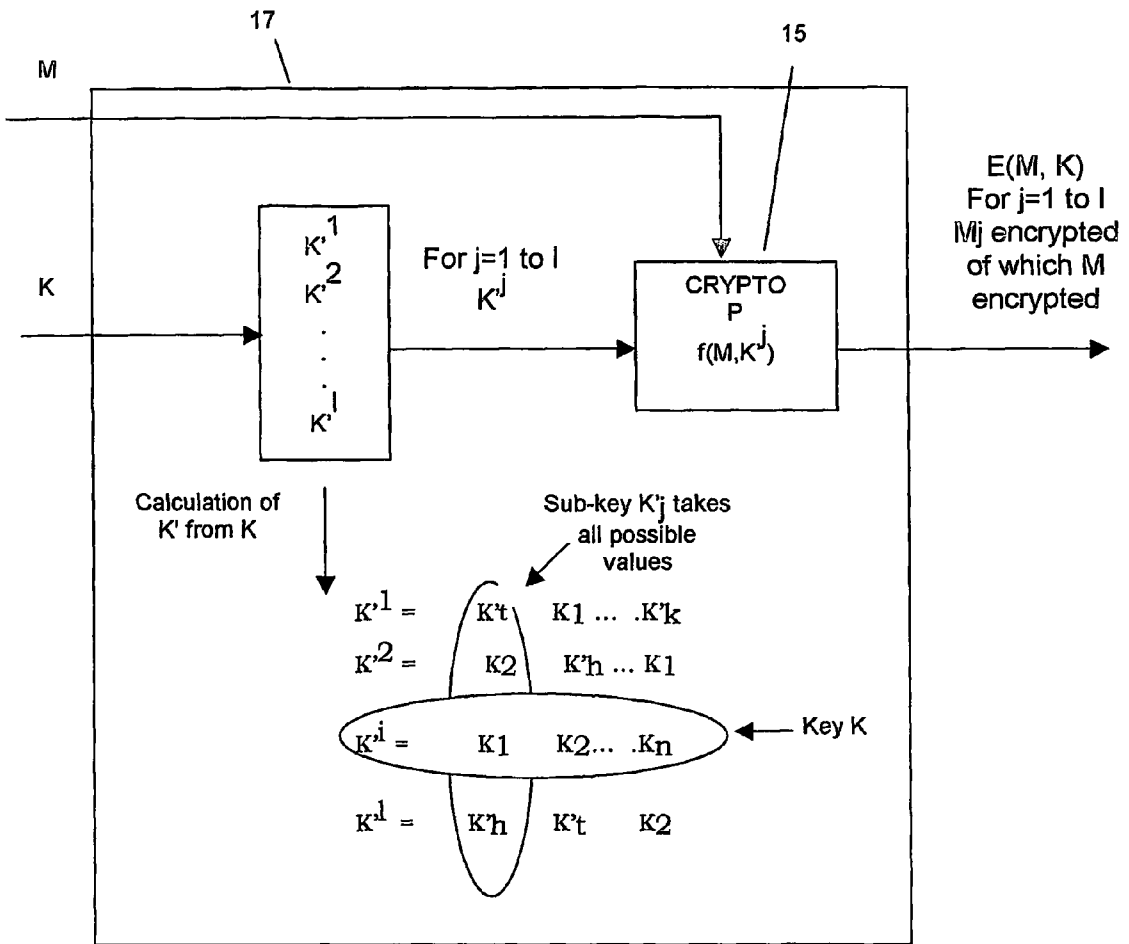 17
15
M
K
K'^1
K'^2
.
.
.
K'^l
For j=1 to l
K'^j
CRYPTO
P
f(M,K^j)
E(M, K)
For j=1 to l
Mj encrypted
of which M
encrypted
Calculation of
K' from K
Sub-key K'j takes
all possible
values
K'^1 = K't K1 ... .K'k
K'^2 = K2 K'h ... K1
K'^i = K1 K2... .Kn
Key K
K'^l = K'h K't K2